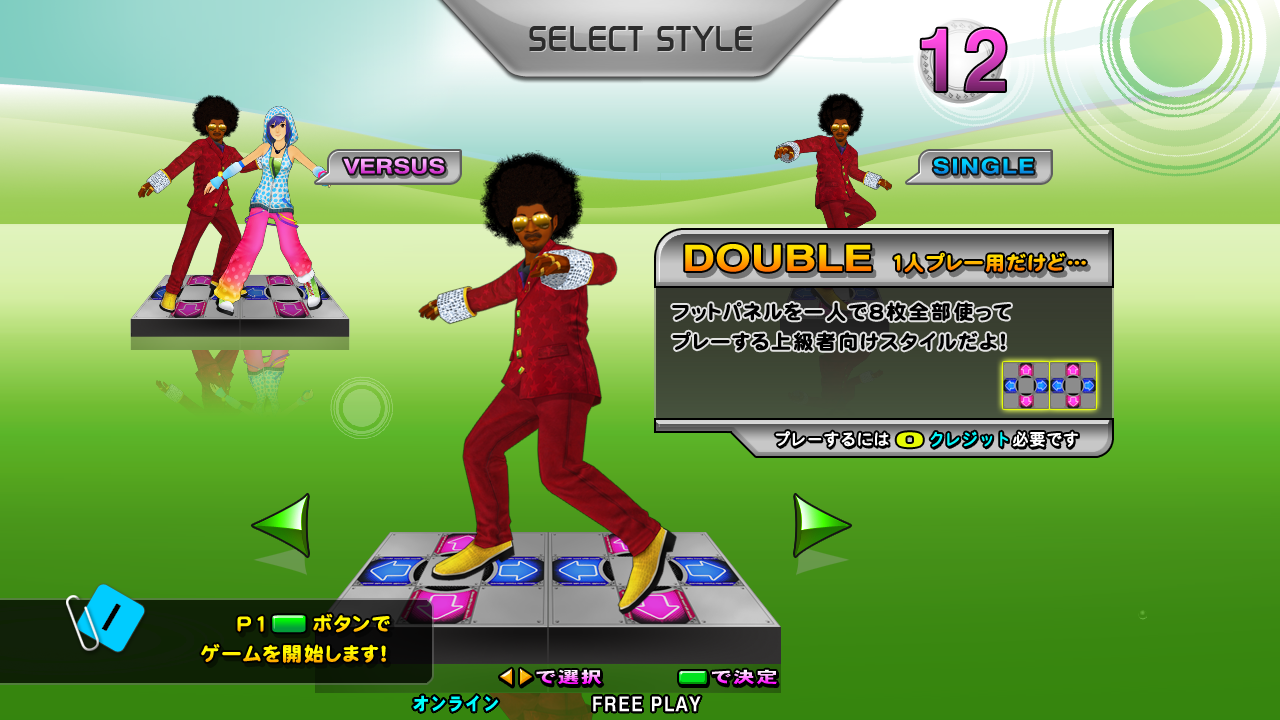 SELECT STYLE
12
VERSUS
SINGLE
DOUBLE 1人プレー用だけど…
フットパネルを一人で8枚全部使って
プレーする上級者向けスタイルだよ!
プレーするには 0 クレジット必要です
P1 ボタンで
ゲームを開始します!
で選択
で決定
オンライン
FREE PLAY